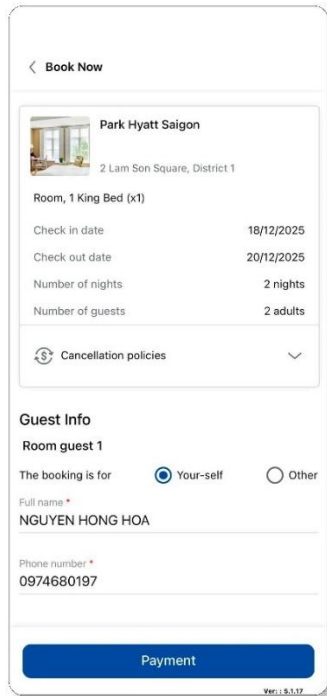 Book Now
Park Hyatt Saigon
2 Lam Son Square, District 1
Room, 1 King Bed (x1)
Check in date 18/12/2025
Check out date 20/12/2025
Number of nights 2 nights
Number of guests 2 adults
Cancellation policies
Guest Info
Room guest 1
The booking is for Your-self Other
Full name *
NGUYEN HONG HOA
Phone number *
0974680197
Payment
Ver: : 5.1.17